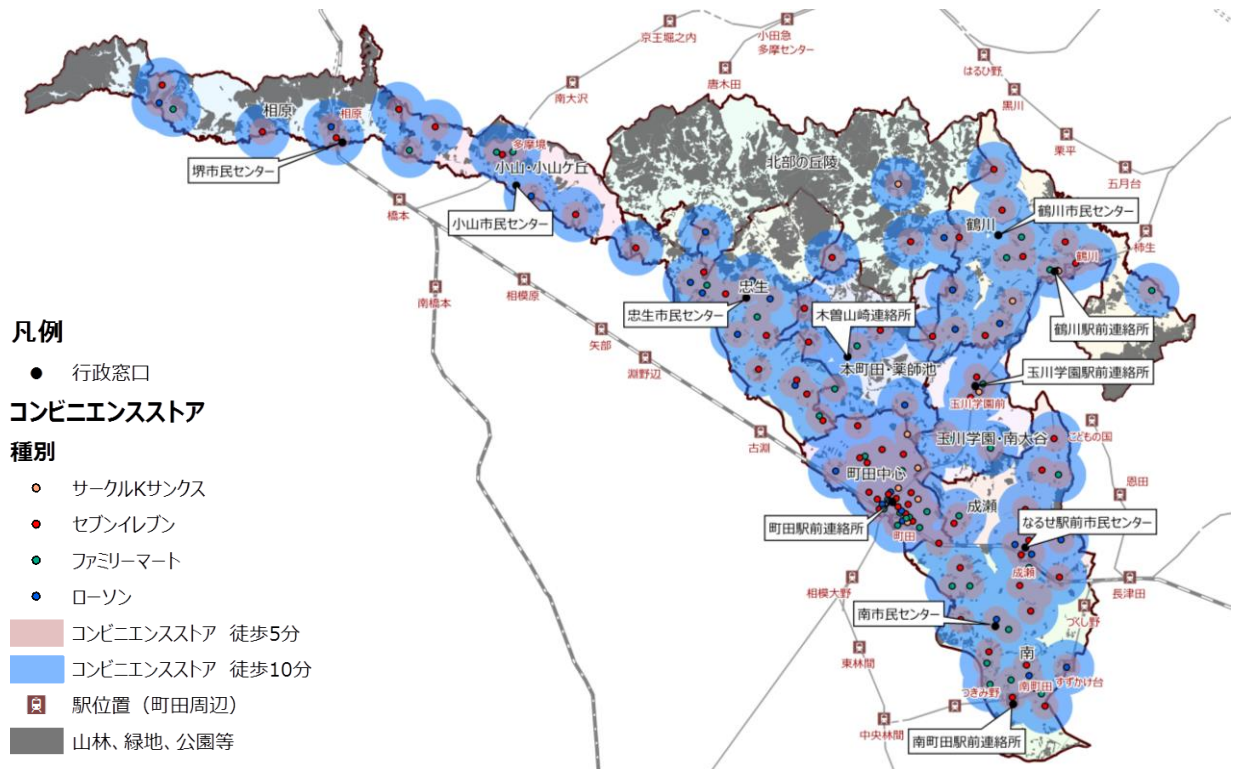 京王堀之内
小田急
多摩センター
唐木田
南大沢
はるひ野
黒川
栗平
五月台
柿生
相原
相原
堺市民センター
橋本
多摩境
小山・小山ケ丘
小山市民センター
北部の丘陵
鶴川
鶴川市民センター
鶴川
鶴川駅前連絡所
南橋本
相模原
矢部
淵野辺
古淵
忠生
忠生市民センター
木曽山崎連絡所
本町田・薬師池
玉川学園駅前連絡所
玉川学園前
玉川学園・南大谷
こどもの国
恩田
町田中心
町田駅前連絡所
町田
成瀬
なるせ駅前市民センター
成瀬
長津田
つくし野
相模大野
東林間
中央林間
南市民センター
南
つきみ野
南町田
すずかけ台
南町田駅前連絡所
凡例
行政窓口
コンビニエンスストア
種別
サークルKサンクス
セブンイレブン
ファミリーマート
ローソン
コンビニエンスストア 徒歩5分
コンビニエンスストア 徒歩10分
駅位置（町田周辺）
山林、緑地、公園等